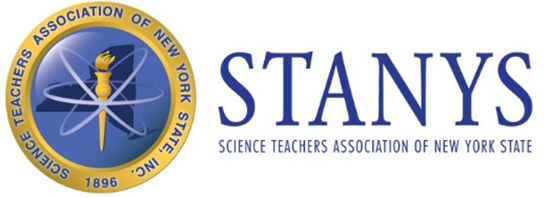 SCIENCE TEACHERS ASSOCIATION OF NEW YORK STATE, INC.
1896
STANYS
SCIENCE TEACHERS ASSOCIATION OF NEW YORK STATE